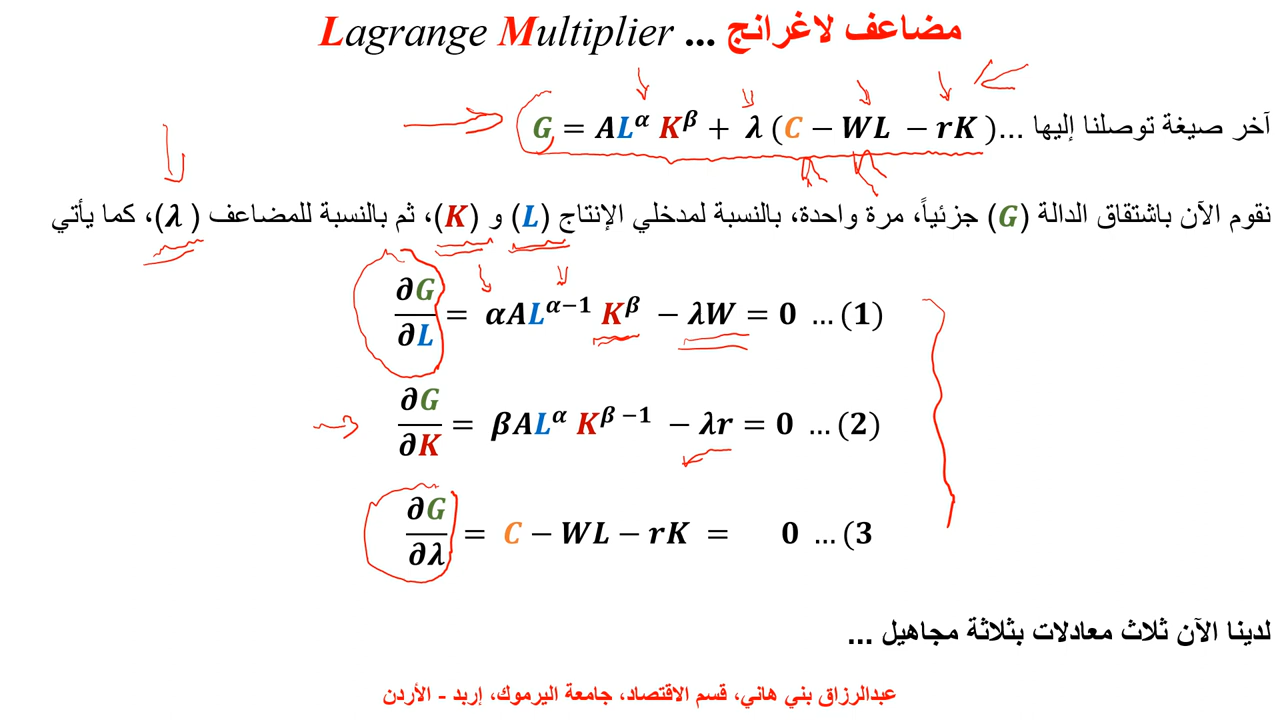 مضاعف لاغرانج ... Lagrange Multiplier
آخر صيغة توصلنا إليها ... G = AL^α K^β + λ (C − WL − rK )
نقوم الآن باشتقاق الدالة (G) جزئياً، مرة واحدة، بالنسبة لمدخلي الإنتاج (L) و (K)، ثم بالنسبة للمضاعف (λ )، كما يأتي
∂G/∂L = αAL^{α−1} K^β − λW = 0 ...(1)
∂G/∂K = βAL^α K^{β −1} − λr = 0 ...(2)
∂G/∂λ = C − WL − rK = 0 ...(3
لدينا الآن ثلاث معادلات بثلاثة مجاهيل ...
عبدالرزاق بني هاني، قسم الاقتصاد، جامعة اليرموك، إربد - الأردن